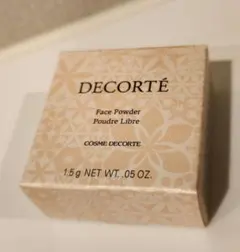 DECORTÉ
Face Powder
Poudre Libre
COSME DECORTE
1.5 g NET WT. .05 OZ.